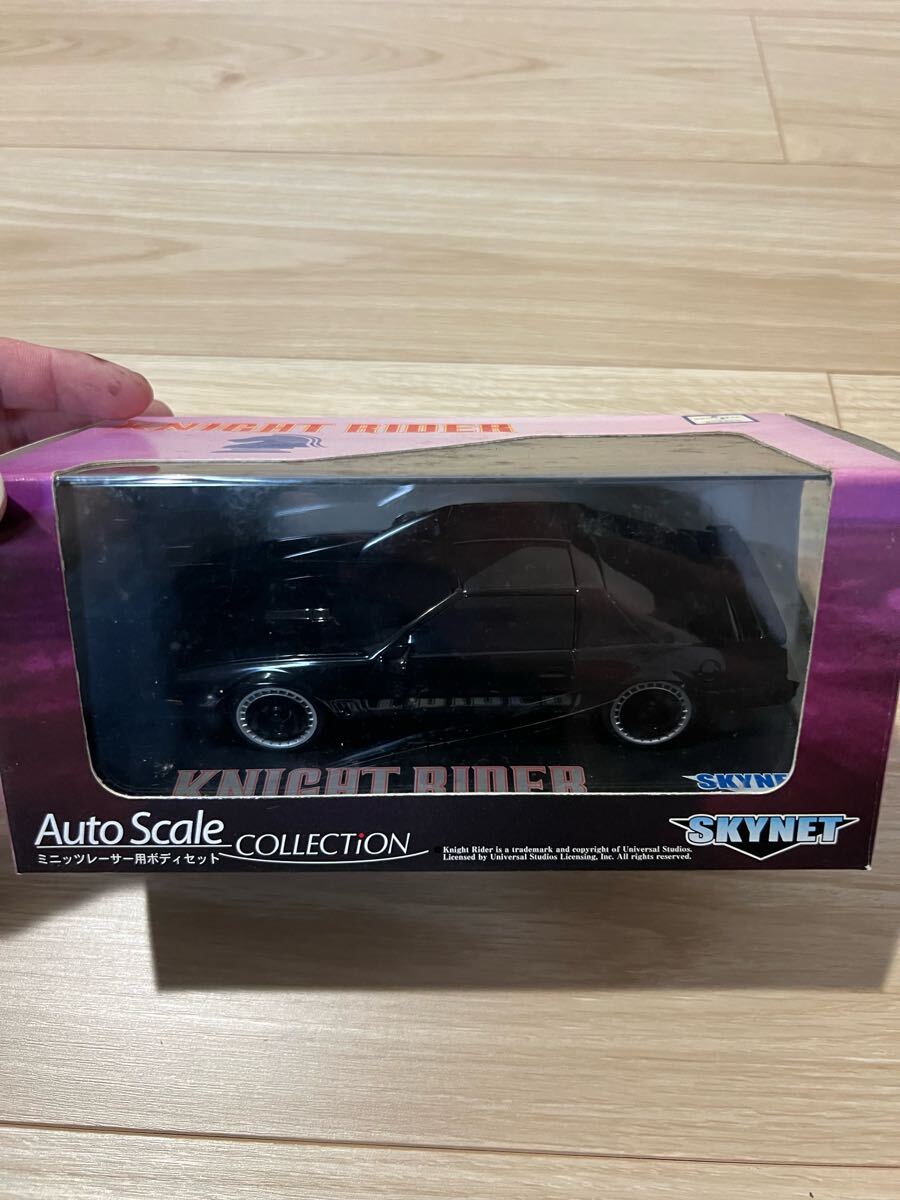 KNIGHT RIDER
KNIGHT RIDER
SKYNE
Auto Scale
COLLECTiON
ミニッツレーサー用ボディセット
Knight Rider is a trademark and copyright of Universal Studios.
Licensed by Universal Studios Licensing, Inc. All rights reserved.
SKYNET